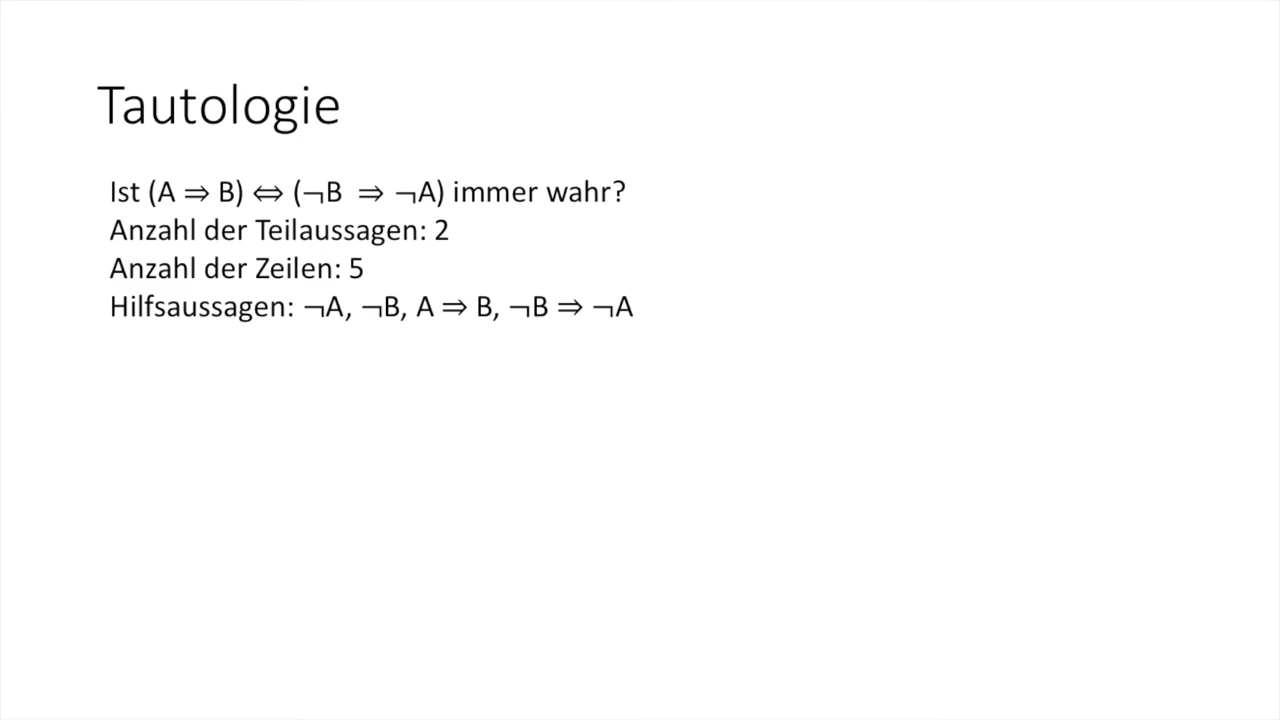 Tautologie
Ist (A ⇒ B) ⇔ (¬B ⇒ ¬A) immer wahr?
Anzahl der Teilaussagen: 2
Anzahl der Zeilen: 5
Hilfsaussagen: ¬A, ¬B, A ⇒ B, ¬B ⇒ ¬A